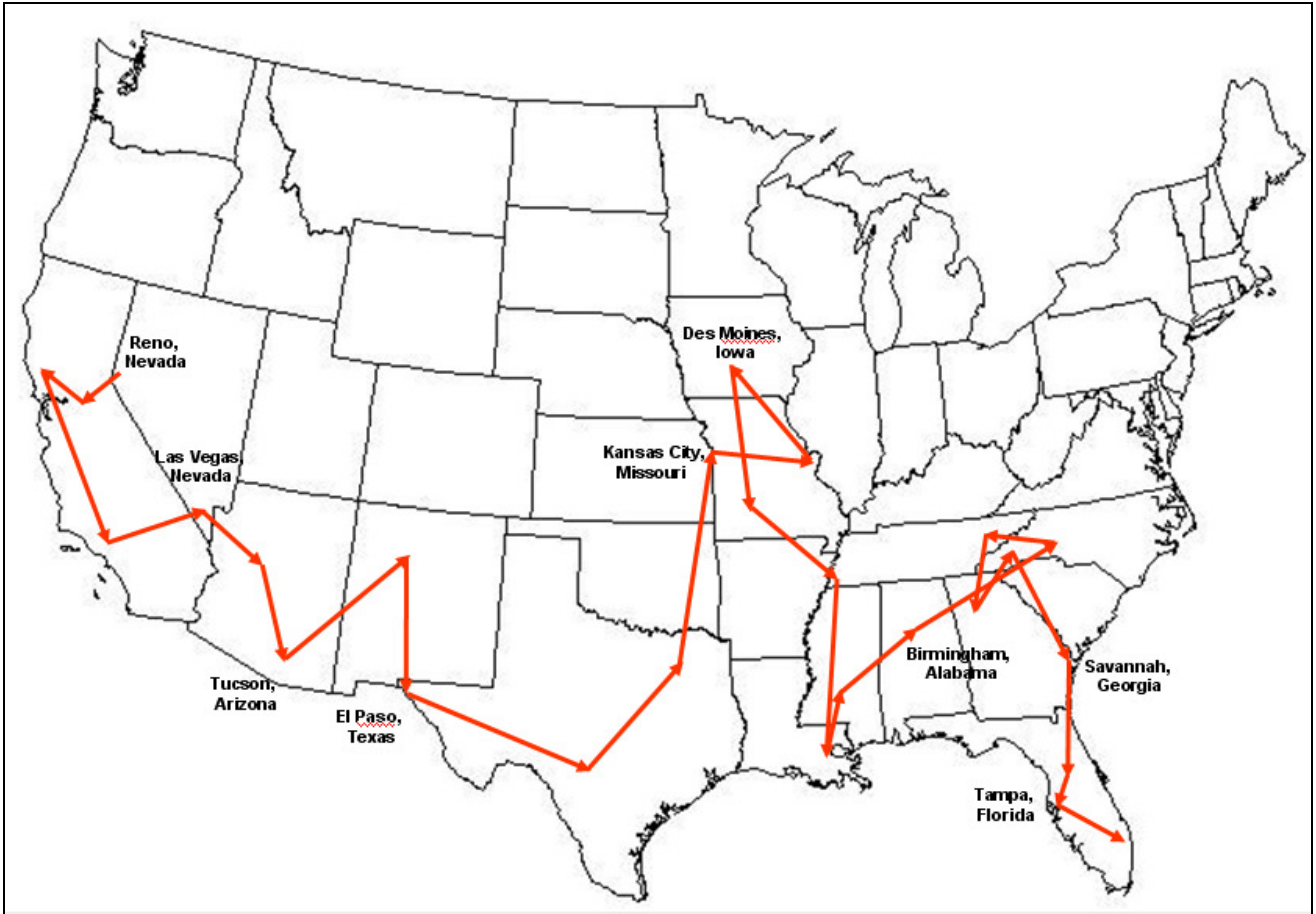 Reno,
Nevada
Des Moines,
Iowa
Las Vegas,
Nevada
Kansas City,
Missouri
Tucson,
Arizona
El Paso,
Texas
Birmingham,
Alabama
Savannah,
Georgia
Tampa,
Florida